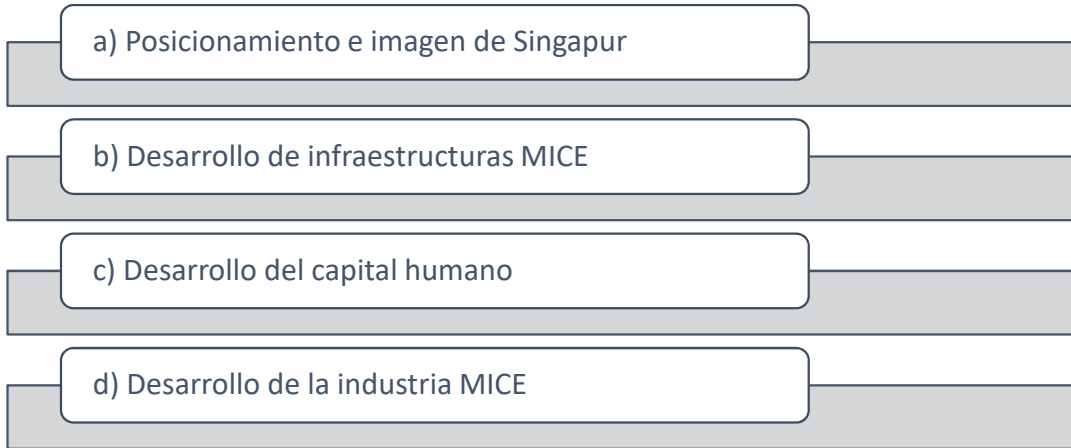 a) Posicionamiento e imagen de Singapur
b) Desarrollo de infraestructuras MICE
c) Desarrollo del capital humano
d) Desarrollo de la industria MICE